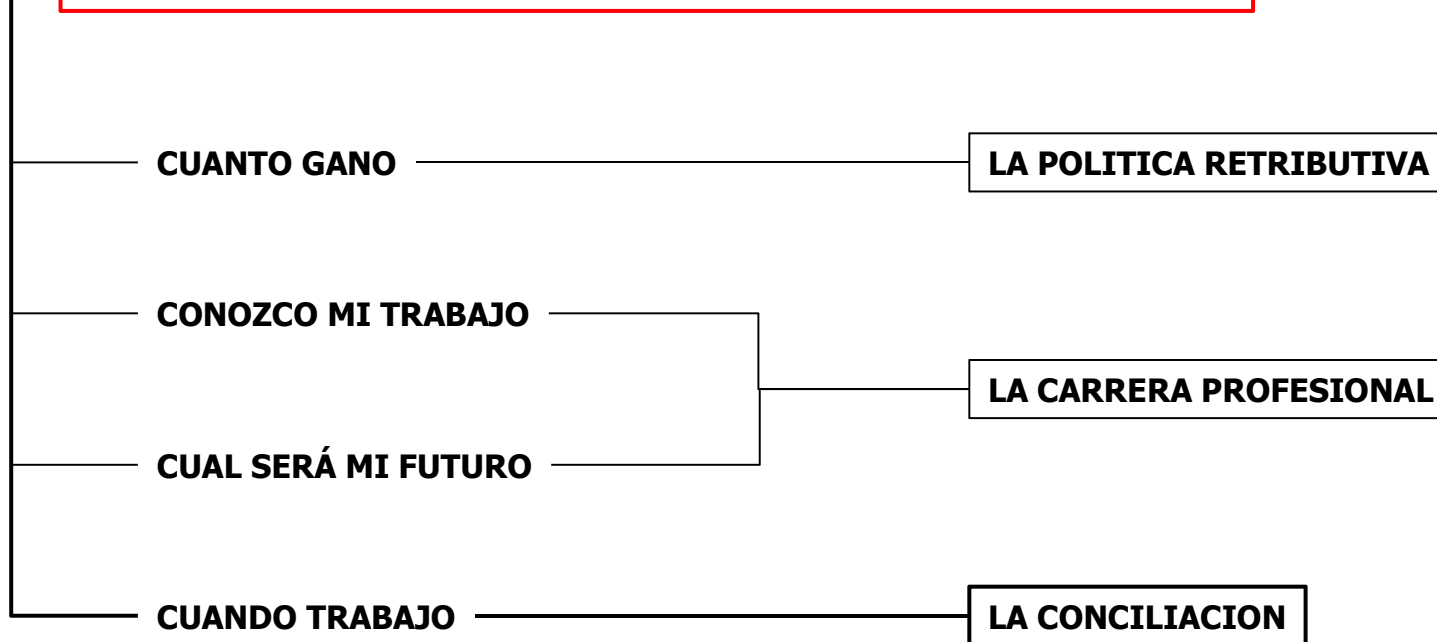 CUANTO GANO
LA POLITICA RETRIBUTIVA
CONOZCO MI TRABAJO
LA CARRERA PROFESIONAL
CUAL SERÁ MI FUTURO
CUANDO TRABAJO
LA CONCILIACION